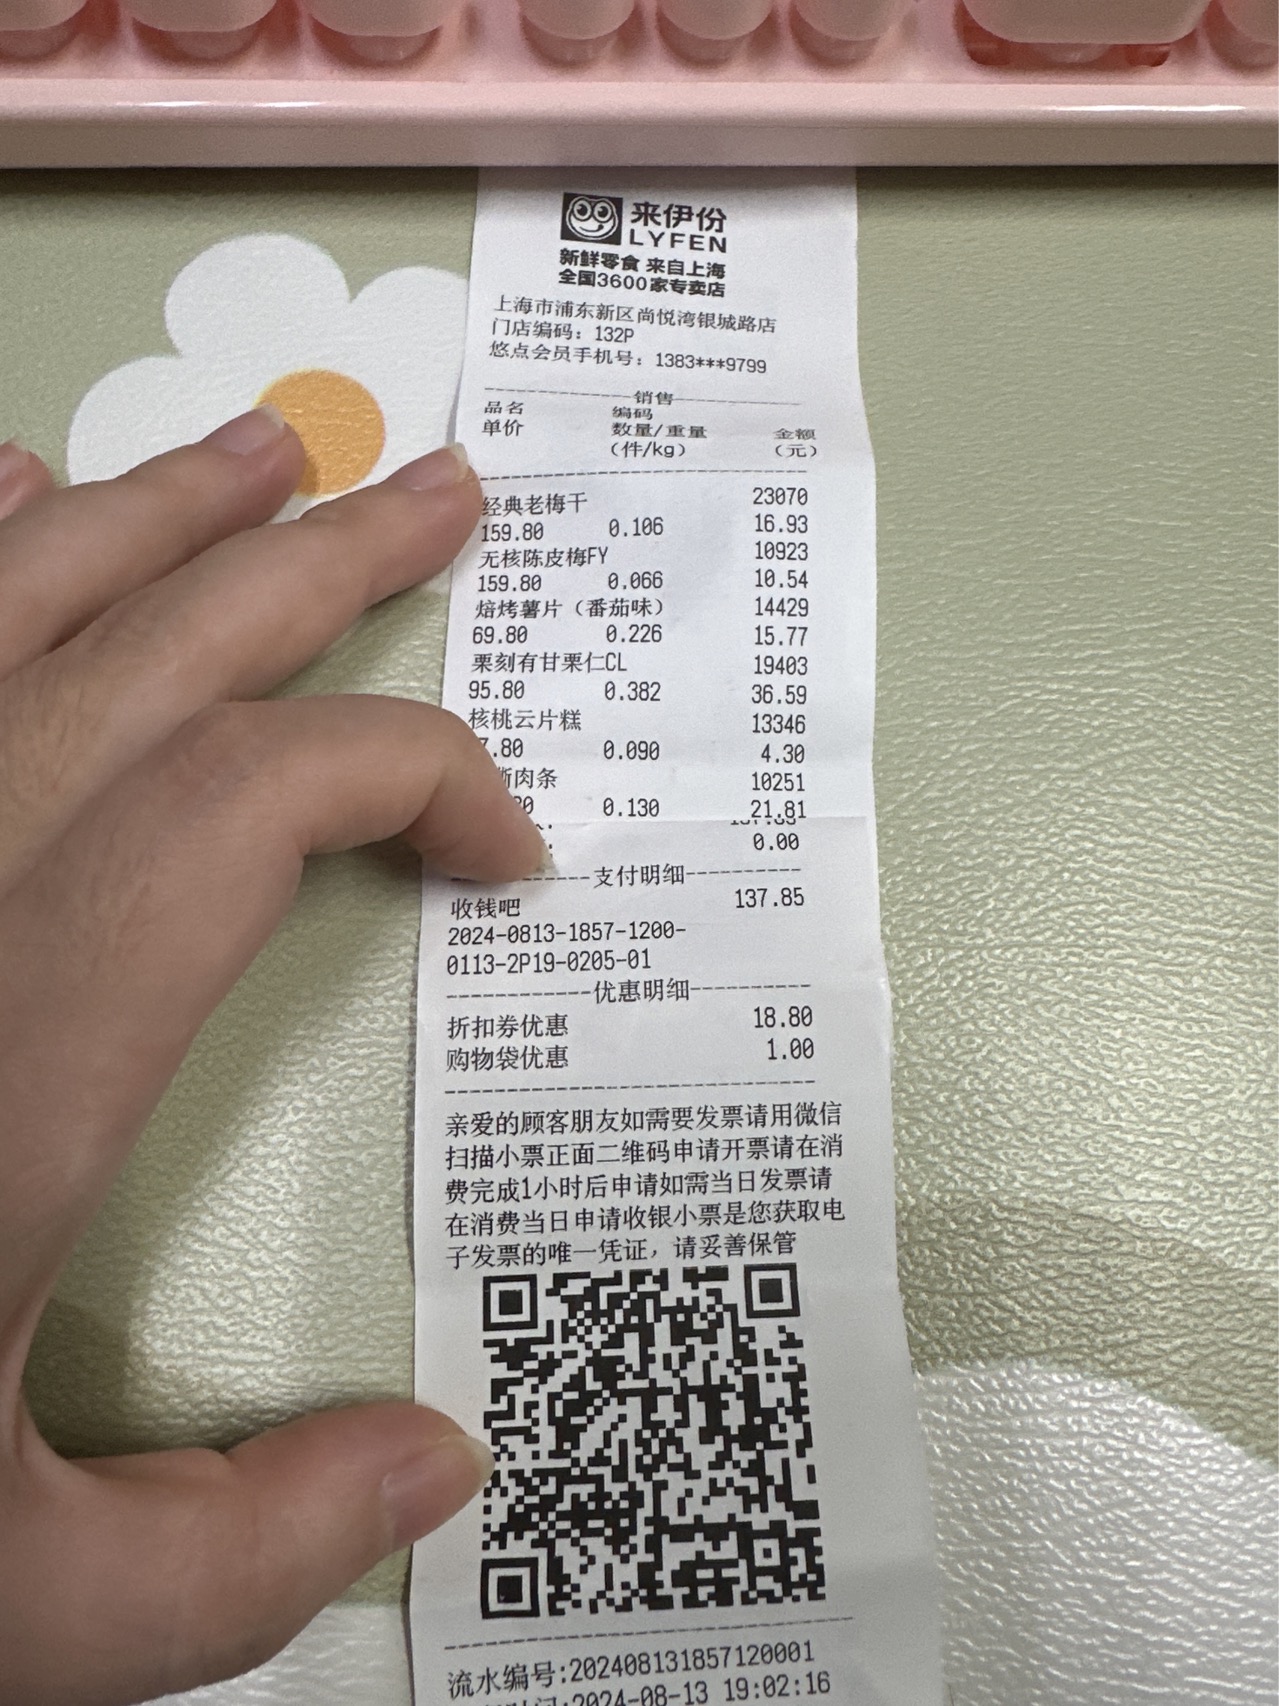 来伊份
LYFEN
新鲜零食 来自上海
全国3600家专卖店
上海市浦东新区尚悦湾银城路店
门店编码：132P
悠点会员手机号：1383***9799
销售
品名 编码
单价 数量/重量 金额
(件/kg) (元)
经典老梅干 23070
159.80 0.106 16.93
无核陈皮梅FY 10923
159.80 0.066 10.54
焙烤薯片（番茄味） 14429
69.80 0.226 15.77
栗刻有甘栗仁CL 19403
95.80 0.382 36.59
核桃云片糕 13346
7.80 0.090 4.30
肉条 10251
0.130 21.81
0.00
支付明细
收钱吧 137.85
2024-0813-1857-1200-
0113-2P19-0205-01
优惠明细
折扣券优惠 18.80
购物袋优惠 1.00
亲爱的顾客朋友如需要发票请用微信
扫描小票正面二维码申请开票请在消
费完成1小时后申请如需当日发票请
在消费当日申请收银小票是您获取电
子发票的唯一凭证，请妥善保管
流水编号:202408131857120001
2024-08-13 19:02:16